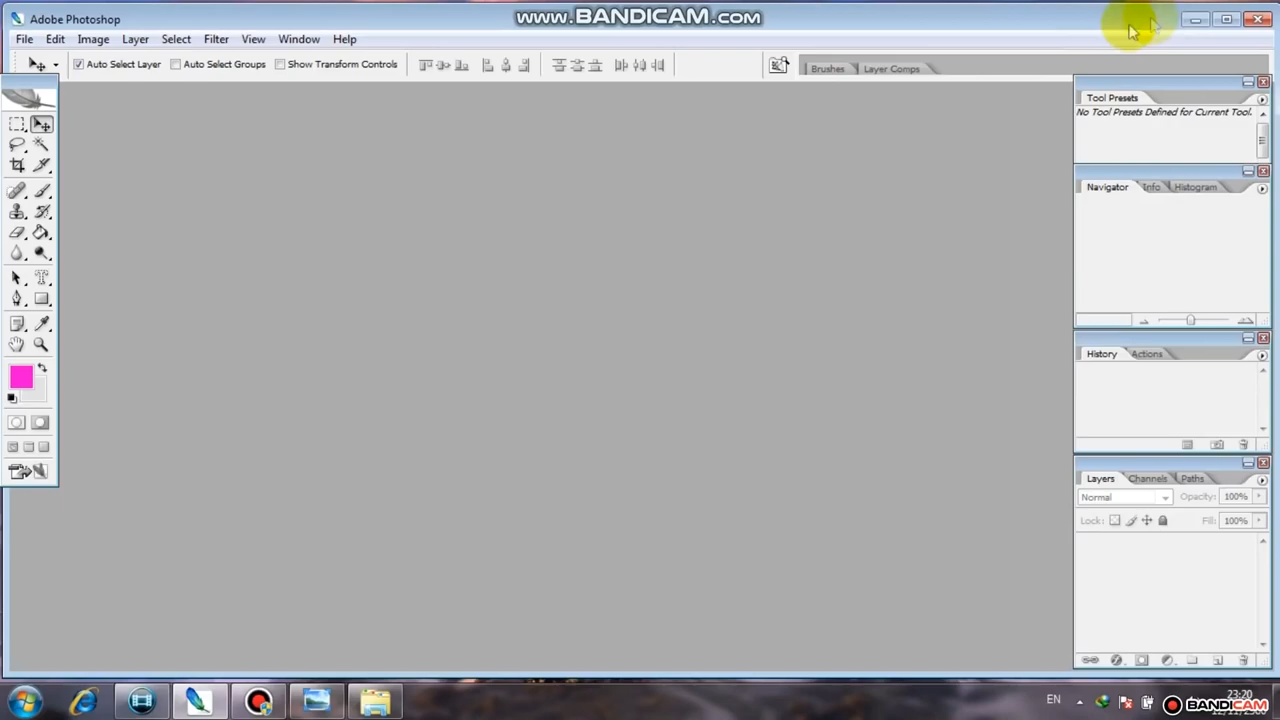 Adobe Photoshop
www.BANDICAM.com
File Edit Image Layer Select Filter View Window Help
Auto Select Layer Auto Select Groups Show Transform Controls
Brushes Layer Comps
Tool Presets
No Tool Presets Defined for Current Tool.
Navigator Info Histogram
History Actions
Layers Channels Paths
Normal Opacity: 100%
Lock: Fill: 100%
EN
23:20
BANDICAM